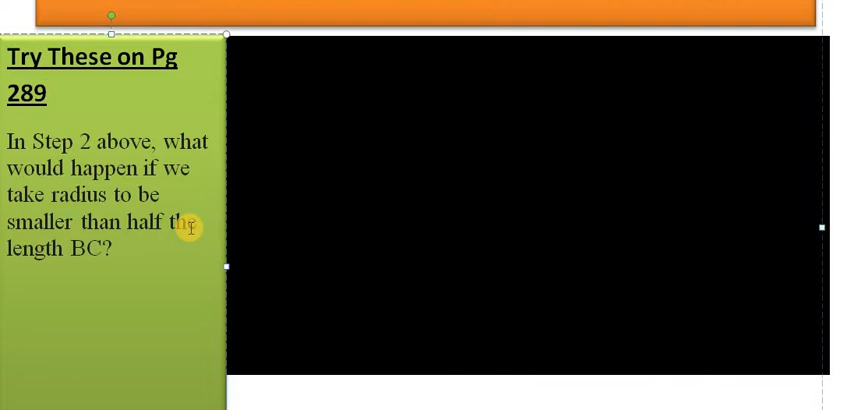 Try These on Pg
289
In Step 2 above, what
would happen if we
take radius to be
smaller than half the
length BC?